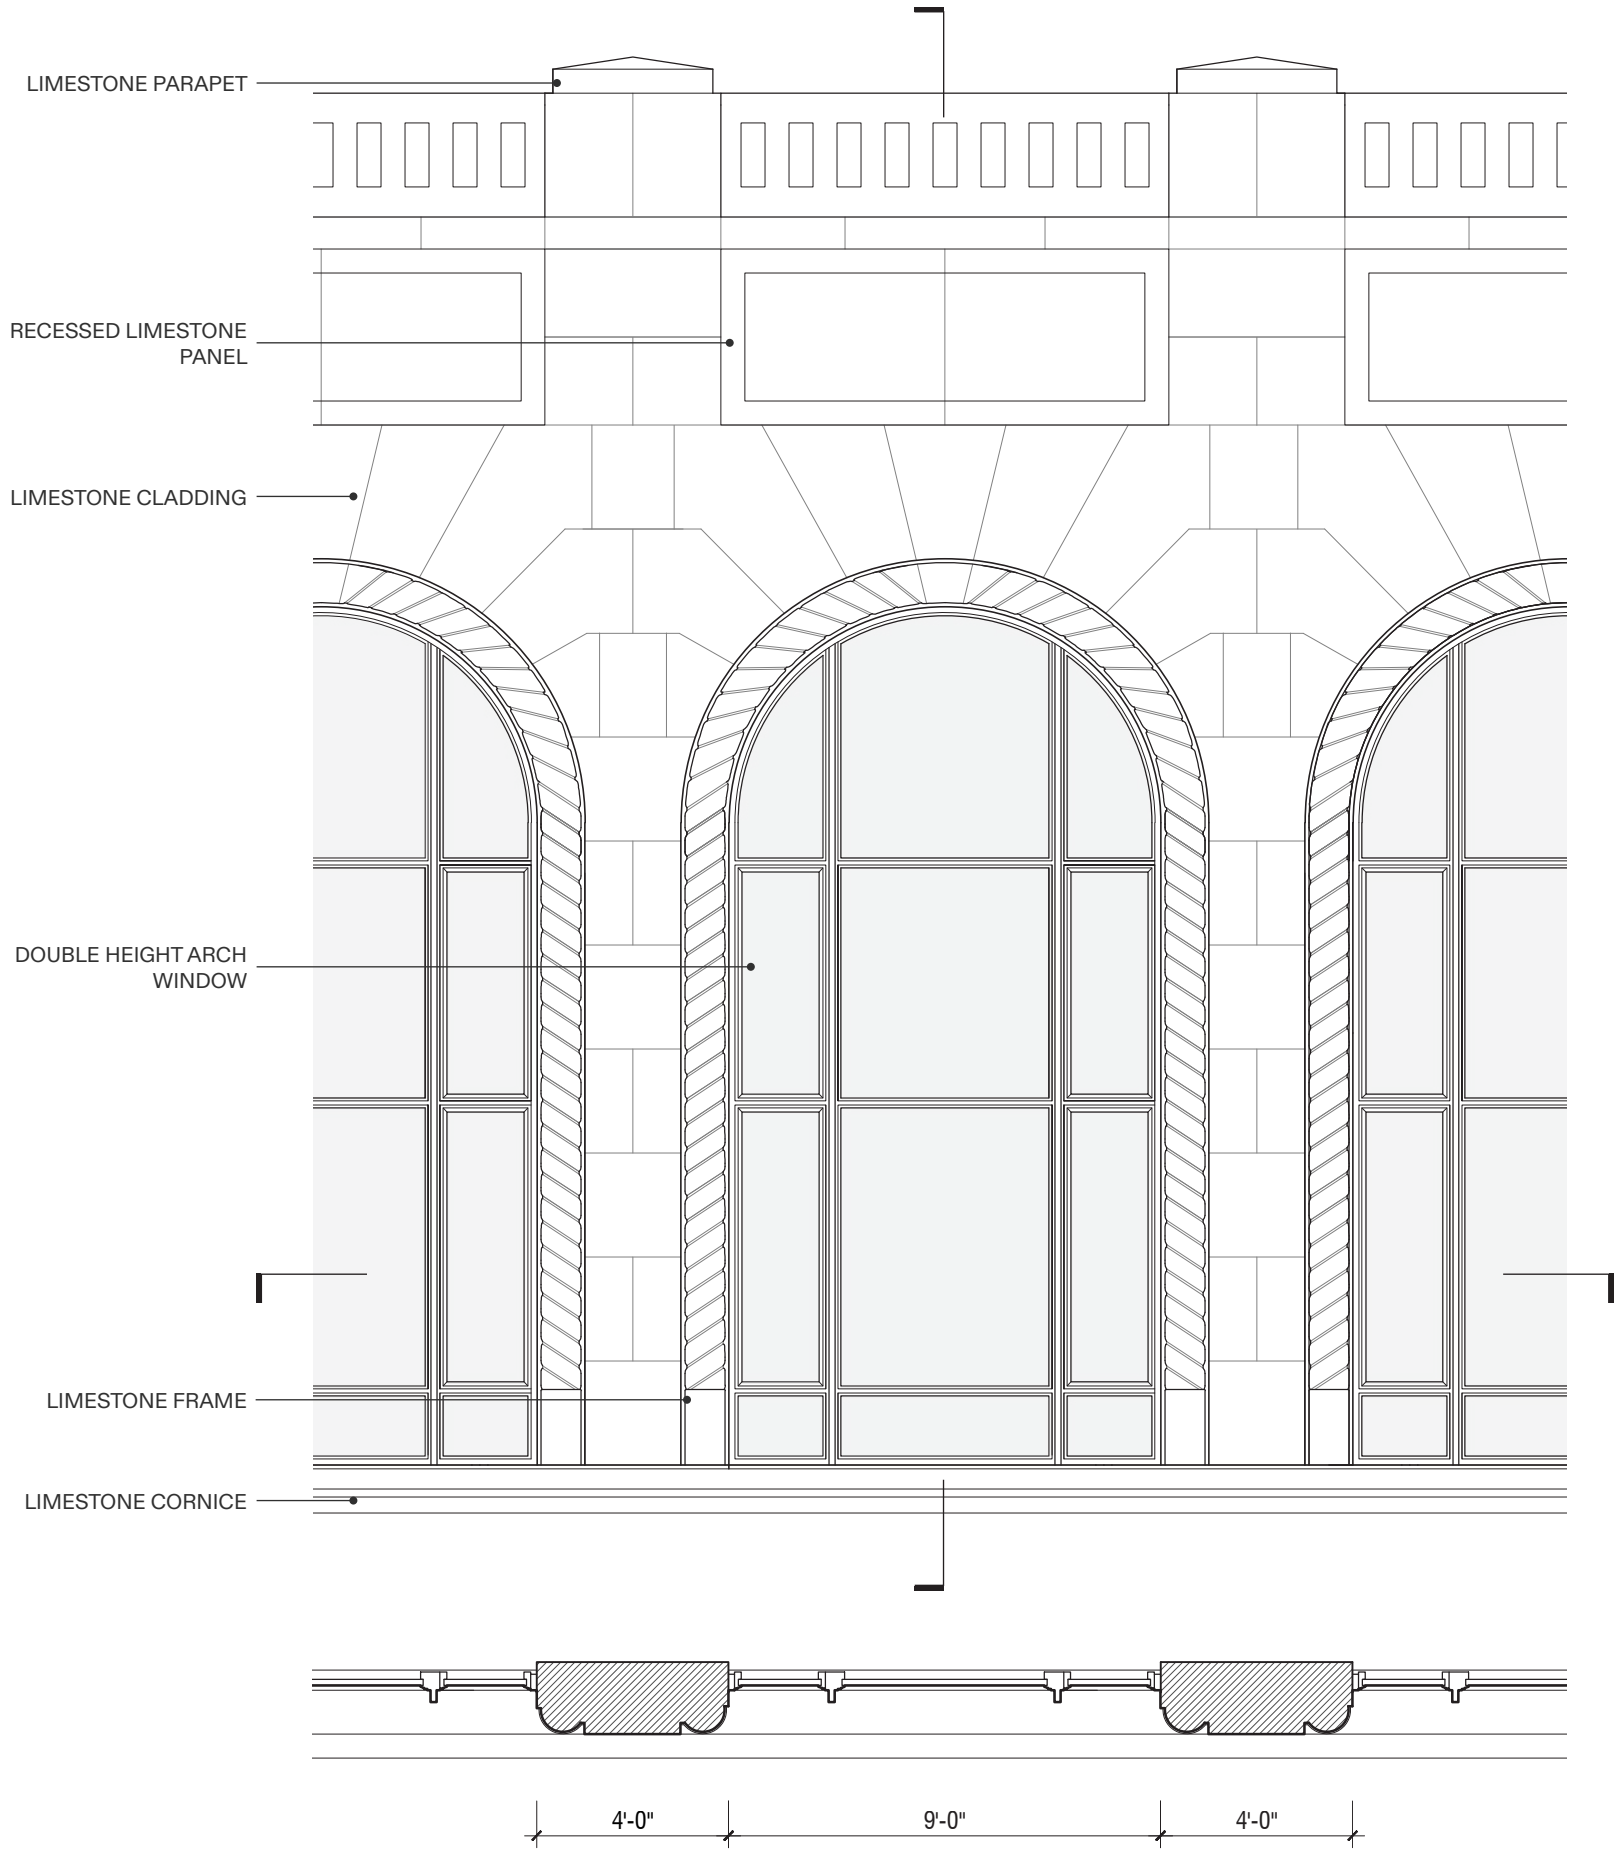 LIMESTONE PARAPET
RECESSED LIMESTONE
PANEL
LIMESTONE CLADDING
DOUBLE HEIGHT ARCH
WINDOW
LIMESTONE FRAME
LIMESTONE CORNICE
4'-0" 9'-0" 4'-0"